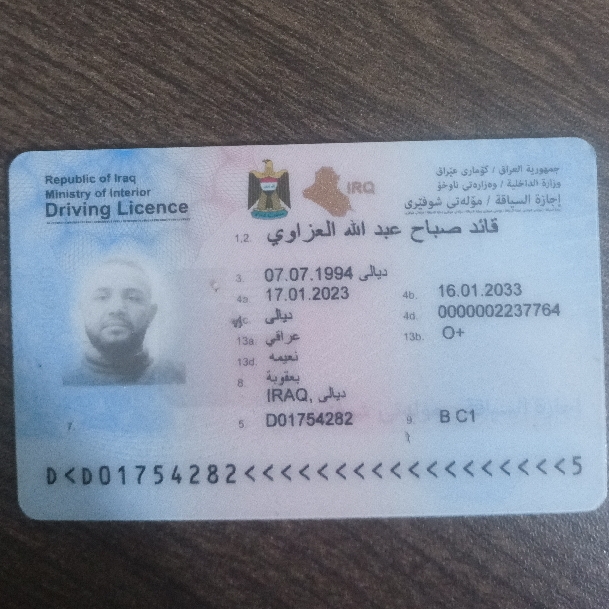 Republic of Iraq
Ministry of Interior
Driving Licence
IRQ
جمهورية العراق / كۆماری عێراق
وزارة الداخلية / وەزارەتی ناوخۆ
إجازة السياقة / مۆڵەتی شوفێری
1,2. قائد صباح عبد الله العزاوي
3. 07.07.1994 ديالى
4a. 17.01.2023 4b. 16.01.2033
4c. ديالى 4d. 0000002237764
13a. عراقي 13b. O+
13d. نعيمه
8. بعقوبة
IRAQ, ديالى
5. D01754282 9. B C1
7.
D<D01754282<<<<<<<<<<<<<<<<<<5